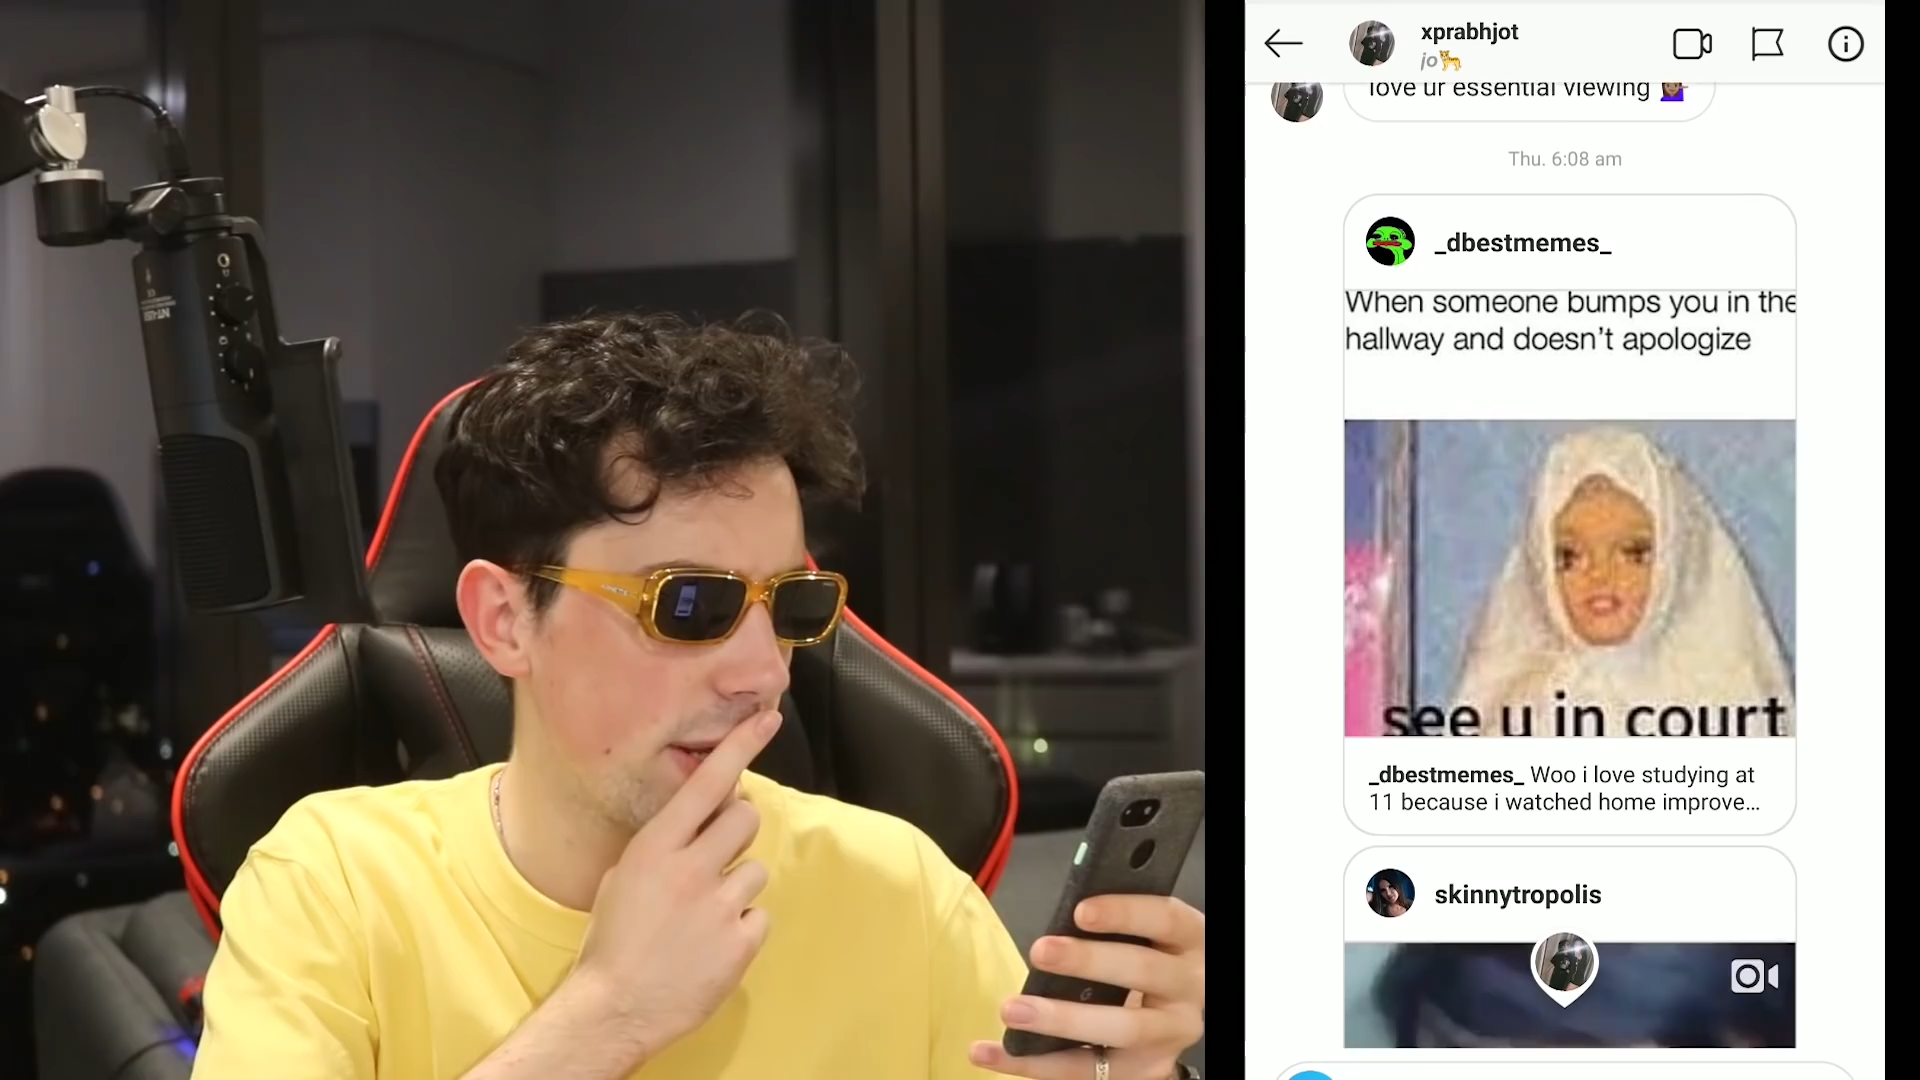 xprabhjot
jo
love ur essential viewing
Thu. 6:08 am
_dbestmemes_
When someone bumps you in the
hallway and doesn't apologize
see u in court
_dbestmemes_ Woo i love studying at
11 because i watched home improve...
skinnytropolis
G